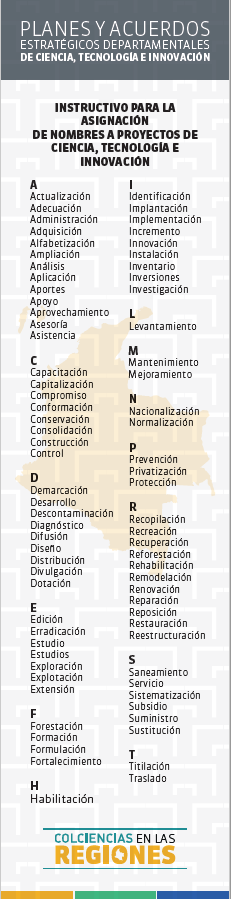 PLANES Y ACUERDOS
ESTRATÉGICOS DEPARTAMENTALES
DE CIENCIA, TECNOLOGÍA E INNOVACIÓN
INSTRUCTIVO PARA LA
ASIGNACIÓN
DE NOMBRES A PROYECTOS DE
CIENCIA, TECNOLOGÍA E
INNOVACIÓN
A
Actualización
Adecuación
Administración
Adquisición
Alfabetización
Ampliación
Análisis
Aplicación
Aportes
Apoyo
Aprovechamiento
Asesoría
Asistencia
C
Capacitación
Capitalización
Compromiso
Conformación
Conservación
Consolidación
Construcción
Control
D
Demarcación
Desarrollo
Descontaminación
Diagnóstico
Difusión
Diseño
Distribución
Divulgación
Dotación
E
Edición
Erradicación
Estudio
Estudios
Exploración
Explotación
Extensión
F
Forestación
Formación
Formulación
Fortalecimiento
H
Habilitación
I
Identificación
Implantación
Implementación
Incremento
Innovación
Instalación
Inventario
Inversiones
Investigación
L
Levantamiento
M
Mantenimiento
Mejoramiento
N
Nacionalización
Normalización
P
Prevención
Privatización
Protección
R
Recopilación
Recreación
Recuperación
Reforestación
Rehabilitación
Remodelación
Renovación
Reparación
Reposición
Restauración
Reestructuración
S
Saneamiento
Servicio
Sistematización
Subsidio
Suministro
Sustitución
T
Titilación
Traslado
COLCIENCIAS EN LAS
REGIONES